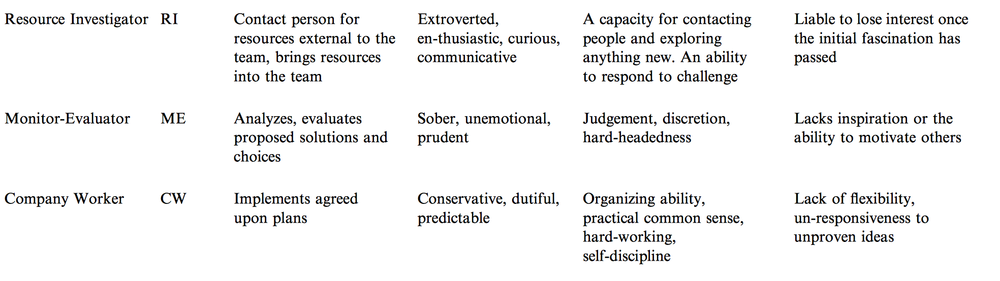 Resource Investigator RI Contact person for Extroverted, A capacity for contacting Liable to lose interest once
resources external to the en-thusiastic, curious, people and exploring the initial fascination has
team, brings resources communicative anything new. An ability passed
into the team to respond to challenge
Monitor-Evaluator ME Analyzes, evaluates Sober, unemotional, Judgement, discretion, Lacks inspiration or the
proposed solutions and prudent hard-headedness ability to motivate others
choices
Company Worker CW Implements agreed Conservative, dutiful, Organizing ability, Lack of flexibility,
upon plans predictable practical common sense, un-responsiveness to
hard-working, unproven ideas
self-discipline